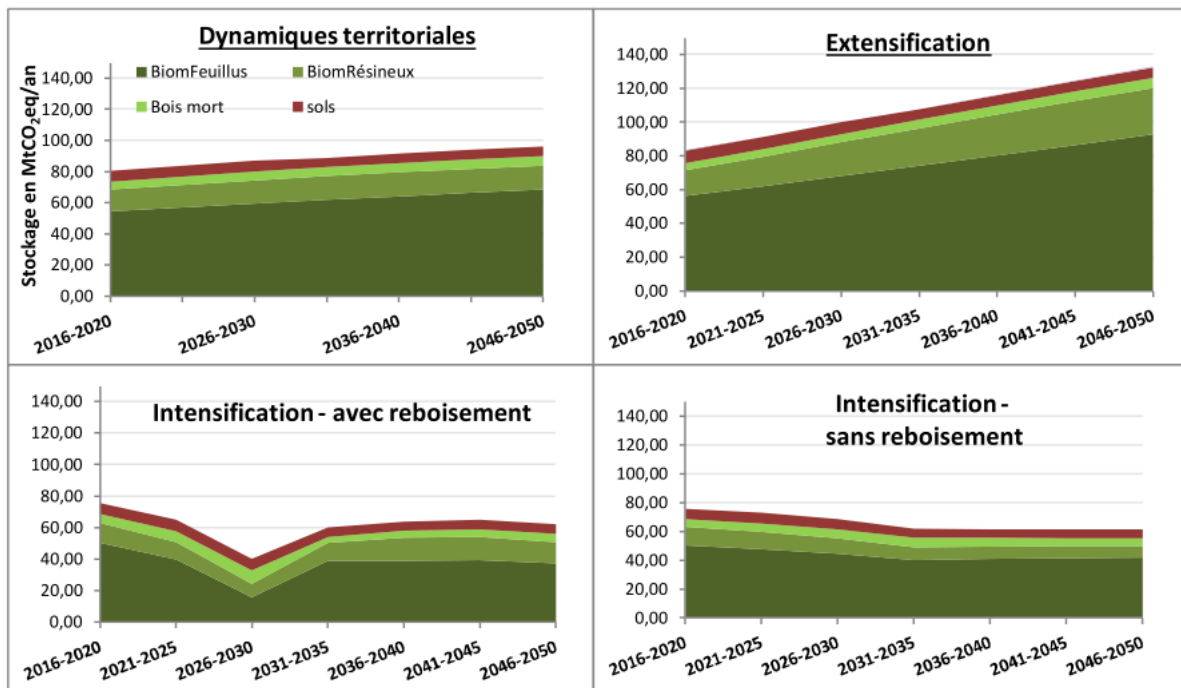 Dynamiques territoriales
BiomFeuillus BiomRésineux
Bois mort sols
Stockage en MtCO₂eq/an
140,00
120,00
100,00
80,00
60,00
40,00
20,00
0,00
2016-2020 2026-2030 2036-2040 2046-2050
Extensification
140,00
120,00
100,00
80,00
60,00
40,00
20,00
0,00
2016-2020 2021-2025 2026-2030 2031-2035 2036-2040 2041-2045 2046-2050
Intensification - avec reboisement
140,00
120,00
100,00
80,00
60,00
40,00
20,00
0,00
2016-2020 2021-2025 2026-2030 2031-2035 2036-2040 2041-2045 2046-2050
Intensification -
sans reboisement
140,00
120,00
100,00
80,00
60,00
40,00
20,00
0,00
2016-2020 2021-2025 2026-2030 2031-2035 2036-2040 2041-2045 2046-2050